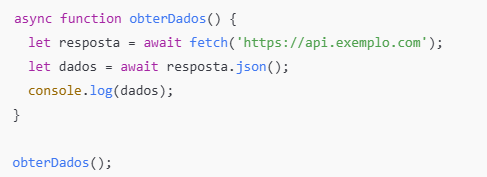 async function obterDados() {
  let resposta = await fetch('https://api.exemplo.com');
  let dados = await resposta.json();
  console.log(dados);
}

obterDados();